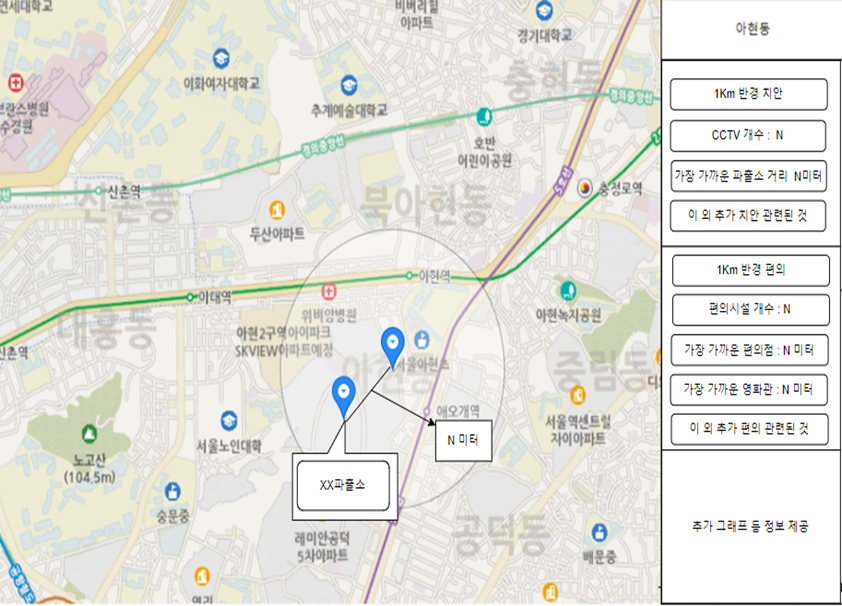 연세대학교
비버리힐
아파트
경기대학교
이화여자대학교
추계예술대학교
충현동
경의중앙선
경의중앙선
호반
어린이공원
수경원
신촌역
신촌동
북아현동
충정로역
두산아파트
이대역
아현역
위비앙병원
아현녹지공원
대흥동
신촌역
아현2구역아이파크
SKVIEW아파트예정
서울아현초
아현동
중림동
애오개역
서울역센트럴
자이아파트
노고산
(104.5m)
서울노인대학
N 미터
XX파출소
숭문중
레미안공덕
5차아파트
공덕동
배문중
공항철도
아현동
1Km 반경 치안
CCTV 개수 : N
가장 가까운 파출소 거리 N미터
이 외 추가 치안 관련된 것
1Km 반경 편의
편의시설 개수 : N
가장 가까운 편의점 : N 미터
가장 가까운 영화관 : N 미터
이 외 추가 편의 관련된 것
추가 그래프 등 정보 제공